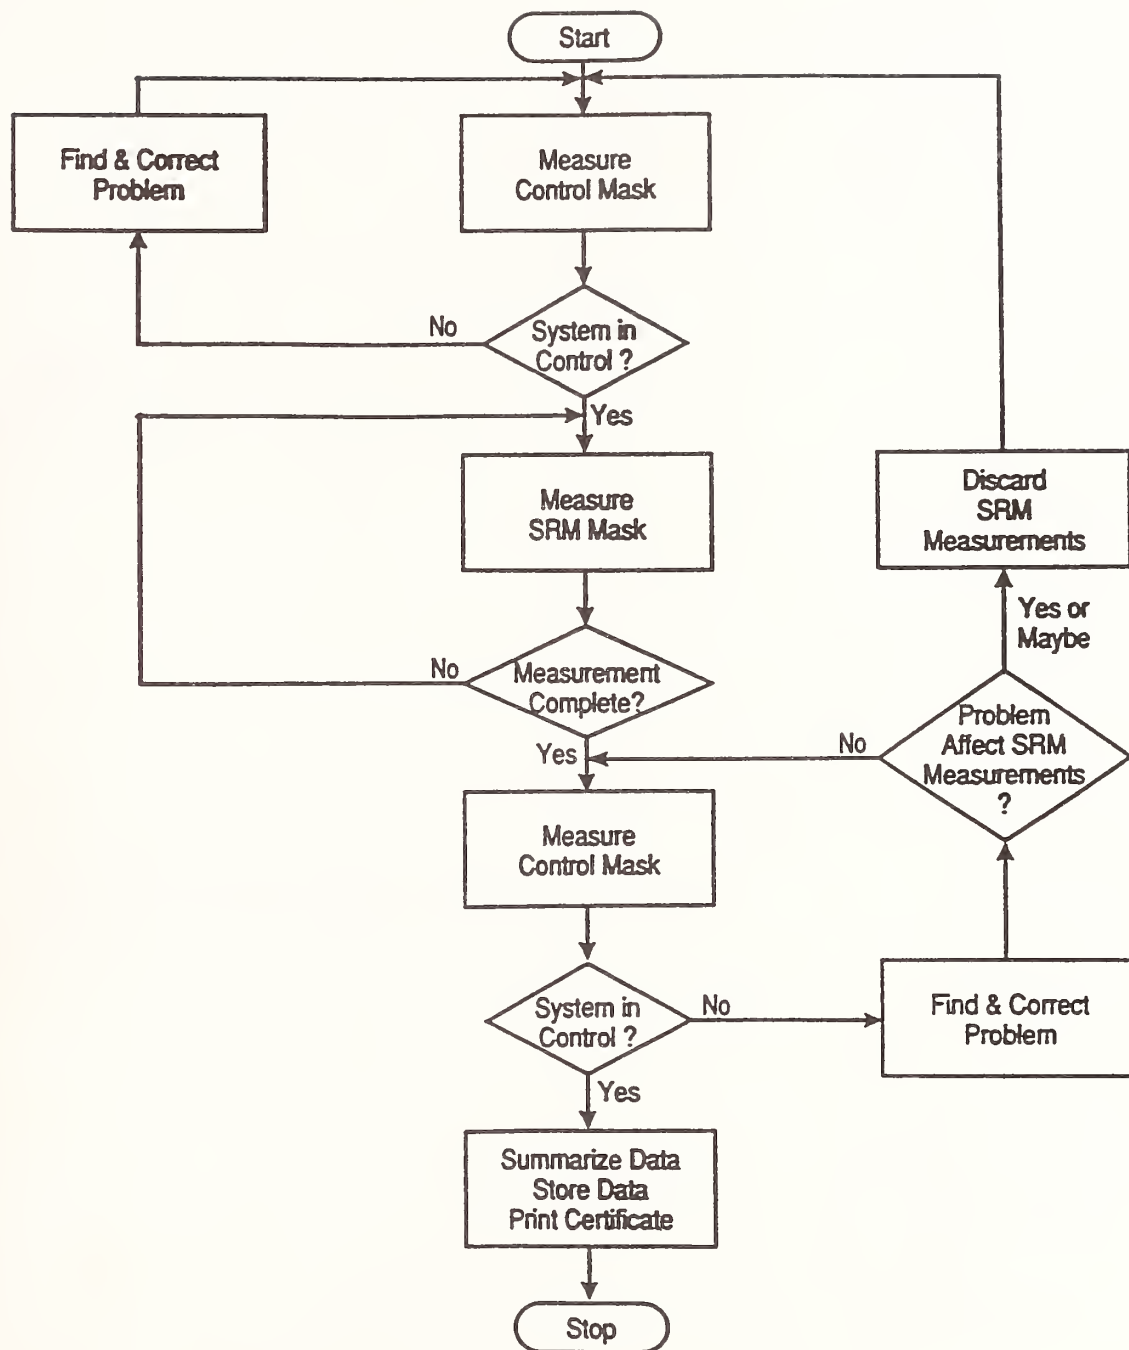 Start
Find & Correct
Problem
Measure
Control Mask
No
System in
Control ?
Yes
Measure
SRM Mask
Discard
SRM
Measurements
Yes or
Maybe
No
Measurement
Complete?
Problem
Affect SRM
Measurements
?
No
Yes
Measure
Control Mask
System in
Control ?
No
Find & Correct
Problem
Yes
Summarize Data
Store Data
Print Certificate
Stop